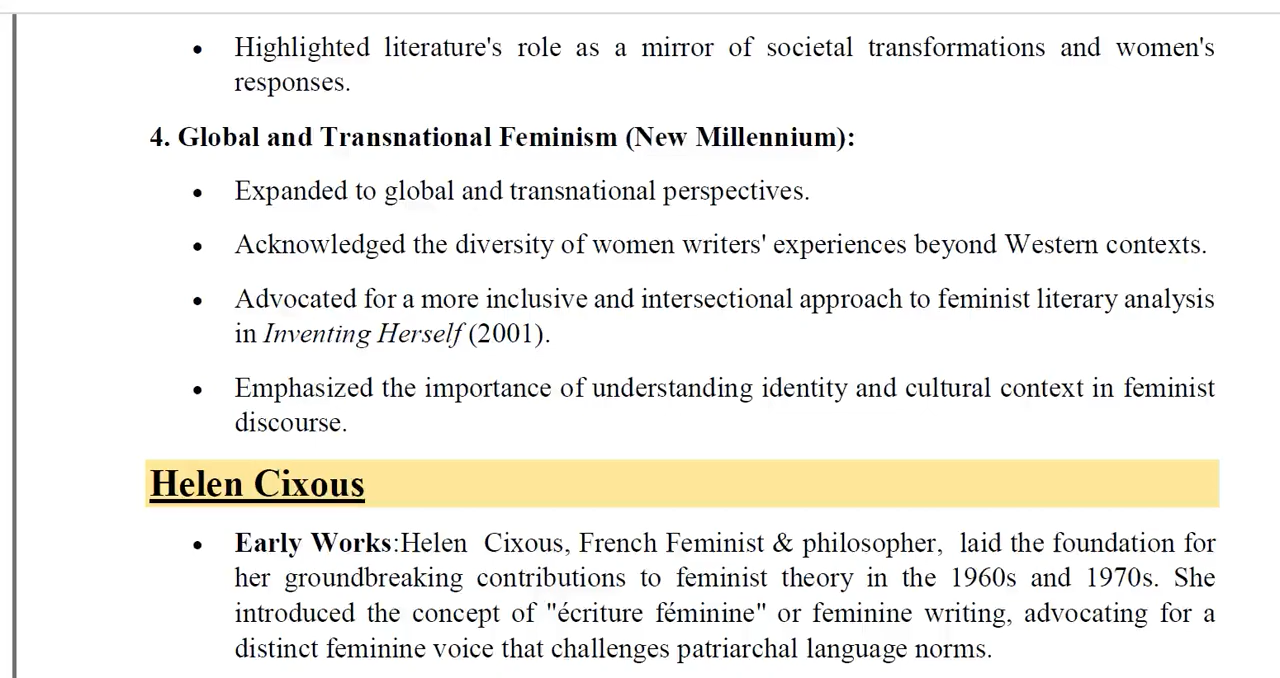 • Highlighted literature's role as a mirror of societal transformations and women's
responses.
4. Global and Transnational Feminism (New Millennium):
• Expanded to global and transnational perspectives.
• Acknowledged the diversity of women writers' experiences beyond Western contexts.
• Advocated for a more inclusive and intersectional approach to feminist literary analysis
in Inventing Herself (2001).
• Emphasized the importance of understanding identity and cultural context in feminist
discourse.
Helen Cixous
• Early Works:Helen Cixous, French Feminist & philosopher, laid the foundation for
her groundbreaking contributions to feminist theory in the 1960s and 1970s. She
introduced the concept of "écriture féminine" or feminine writing, advocating for a
distinct feminine voice that challenges patriarchal language norms.